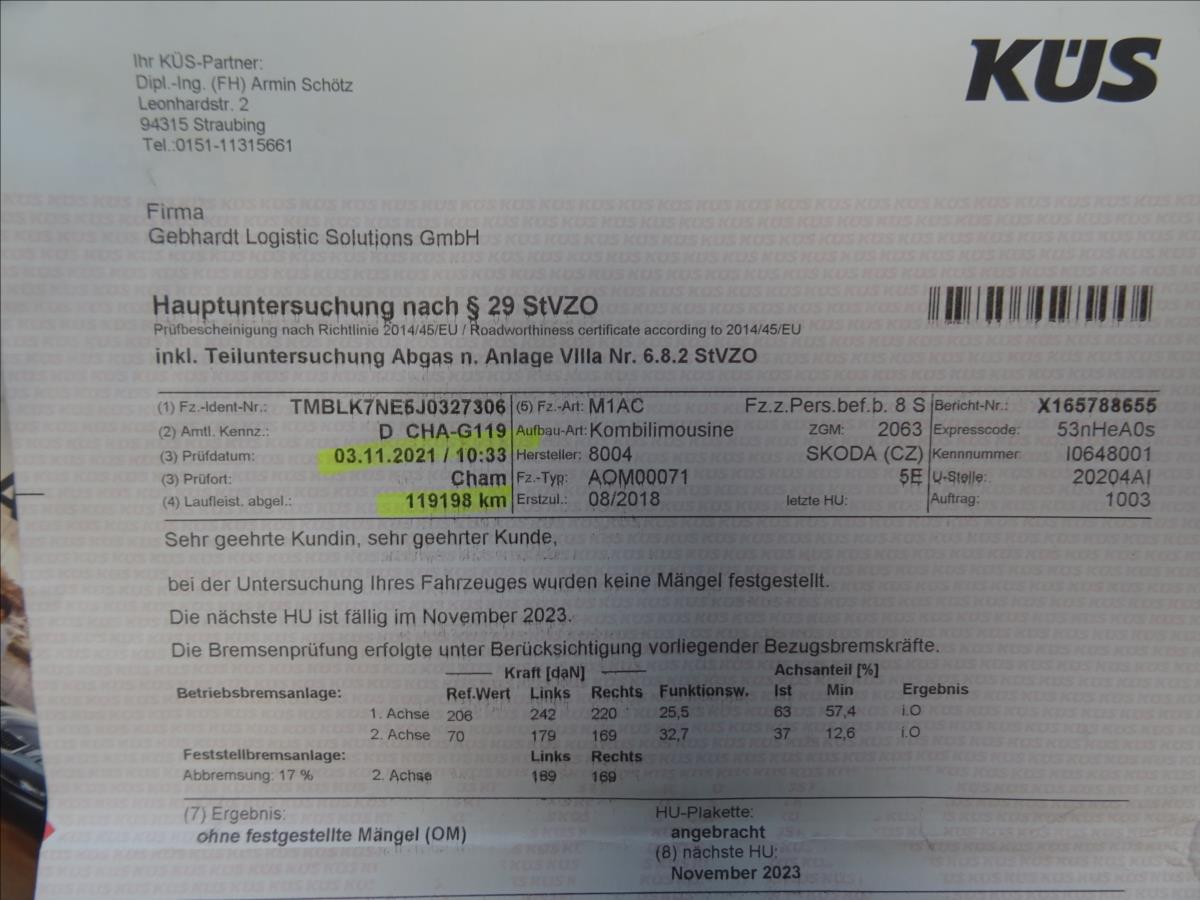 KÜS
Ihr KÜS-Partner:
Dipl.-Ing. (FH) Armin Schötz
Leonhardstr. 2
94315 Straubing
Tel.:0151-11315661
Firma
Gebhardt Logistic Solutions GmbH
Hauptuntersuchung nach § 29 StVZO
Prüfbescheinigung nach Richtlinie 2014/45/EU / Roadworthiness certificate according to 2014/45/EU
inkl. Teiluntersuchung Abgas n. Anlage VIIIa Nr. 6.8.2 StVZO
(1) Fz.-Ident-Nr.: TMBLK7NE5J0327306 (5) Fz.-Art: M1AC Fz.z.Pers.bef.b. 8 S Bericht-Nr.: X165788655
(2) Amtl. Kennz.: D CHA-G119 Aufbau-Art: Kombilimousine ZGM: 2063 Expresscode: 53nHeA0s
(3) Prüfdatum: 03.11.2021 / 10:33 Hersteller: 8004 SKODA (CZ) Kennnummer I0648001
(3) Prüfort: Cham Fz.-Typ: AOM00071 5E U-Stelle: 20204AI
(4) Laufleist. abgel.: 119198 km Erstzul.: 08/2018 letzte HU: Auftrag: 1003
Sehr geehrte Kundin, sehr geehrter Kunde,
bei der Untersuchung Ihres Fahrzeuges wurden keine Mängel festgestellt.
Die nächste HU ist fällig im November 2023.
Die Bremsenprüfung erfolgte unter Berücksichtigung vorliegender Bezugsbremskräfte.
Kraft [daN] Achsanteil [%]
Betriebsbremsanlage: Ref.Wert Links Rechts Funktionsw. Ist Min Ergebnis
1. Achse 206 242 220 25,5 63 57,4 i.O
2. Achse 70 179 169 32,7 37 12,6 i.O
Feststellbremsanlage: Links Rechts
Abbremsung: 17 % 2. Achse 169 169
(7) Ergebnis: HU-Plakette:
ohne festgestellte Mängel (OM) angebracht
(8) nächste HU:
November 2023